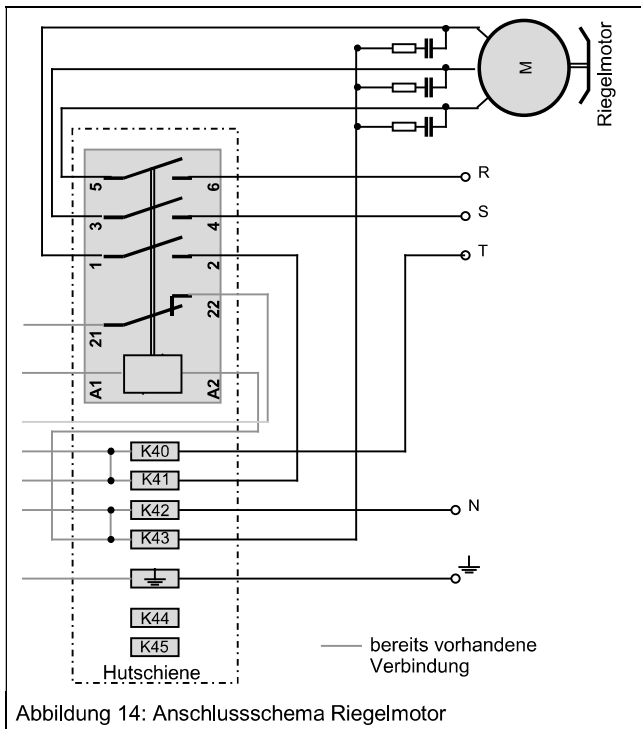 M
Riegelmotor
5
6
R
3
4
S
1
2
T
21
22
A1
A2
K40
K41
K42
N
K43
K44
K45
Hutschiene
bereits vorhandene
Verbindung
Abbildung 14: Anschlussschema Riegelmotor